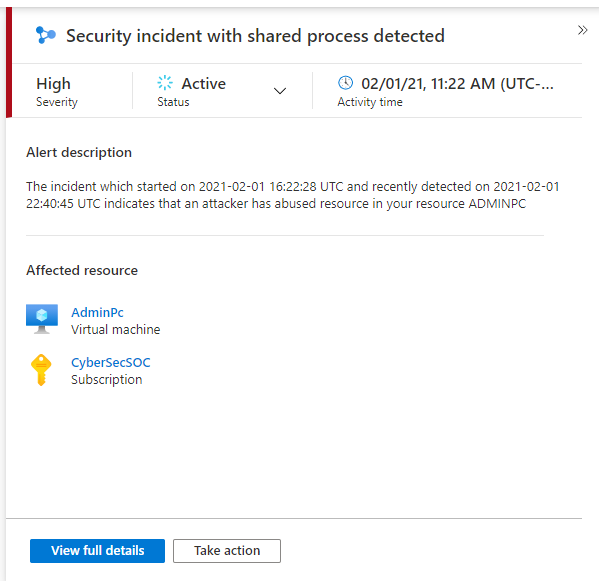 Security incident with shared process detected
High
Severity
Active
Status
02/01/21, 11:22 AM (UTC-...
Activity time
Alert description
The incident which started on 2021-02-01 16:22:28 UTC and recently detected on 2021-02-01
22:40:45 UTC indicates that an attacker has abused resource in your resource ADMINPC
Affected resource
AdminPc
Virtual machine
CyberSecSOC
Subscription
View full details
Take action